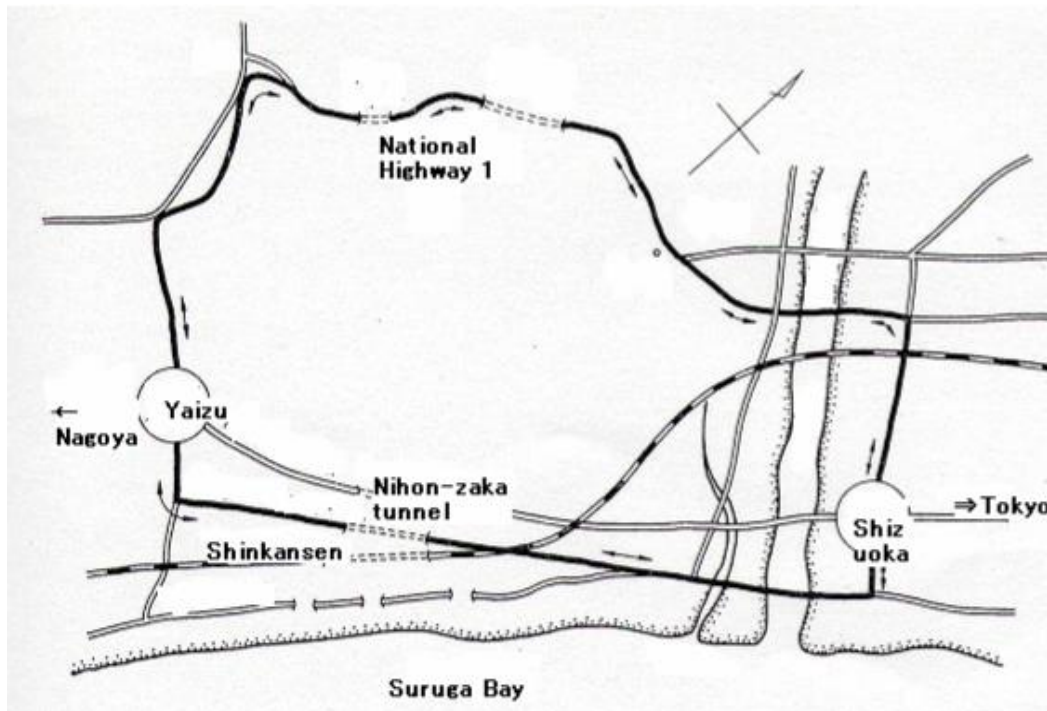 National
Highway 1
Yaizu
←
Nagoya
Nihon-zaka
tunnel
⇒Tokyo
Shiz
uoka
Shinkansen
Suruga Bay